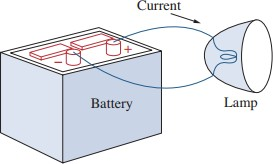 Current
+
−
Battery
Lamp